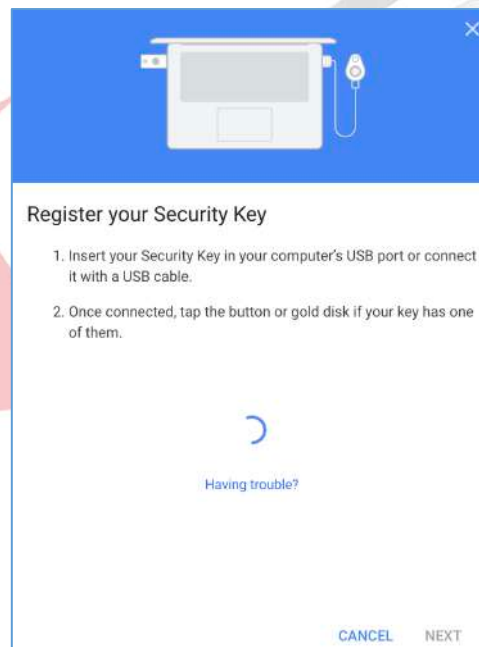 Register your Security Key
1. Insert your Security Key in your computer's USB port or connect
it with a USB cable.
2. Once connected, tap the button or gold disk if your key has one
of them.
Having trouble?
CANCEL NEXT